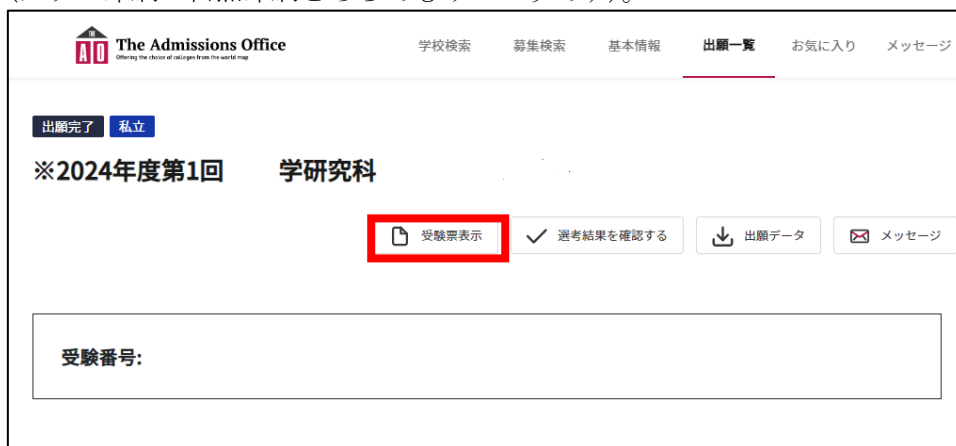 The Admissions Office
Offering the choice of colleges from the world map
学校検索 募集検索 基本情報 出願一覧 お気に入り メッセージ
出願完了 私立
※2024年度第1回 学研究科
受験票表示 選考結果を確認する 出願データ メッセージ
受験番号: